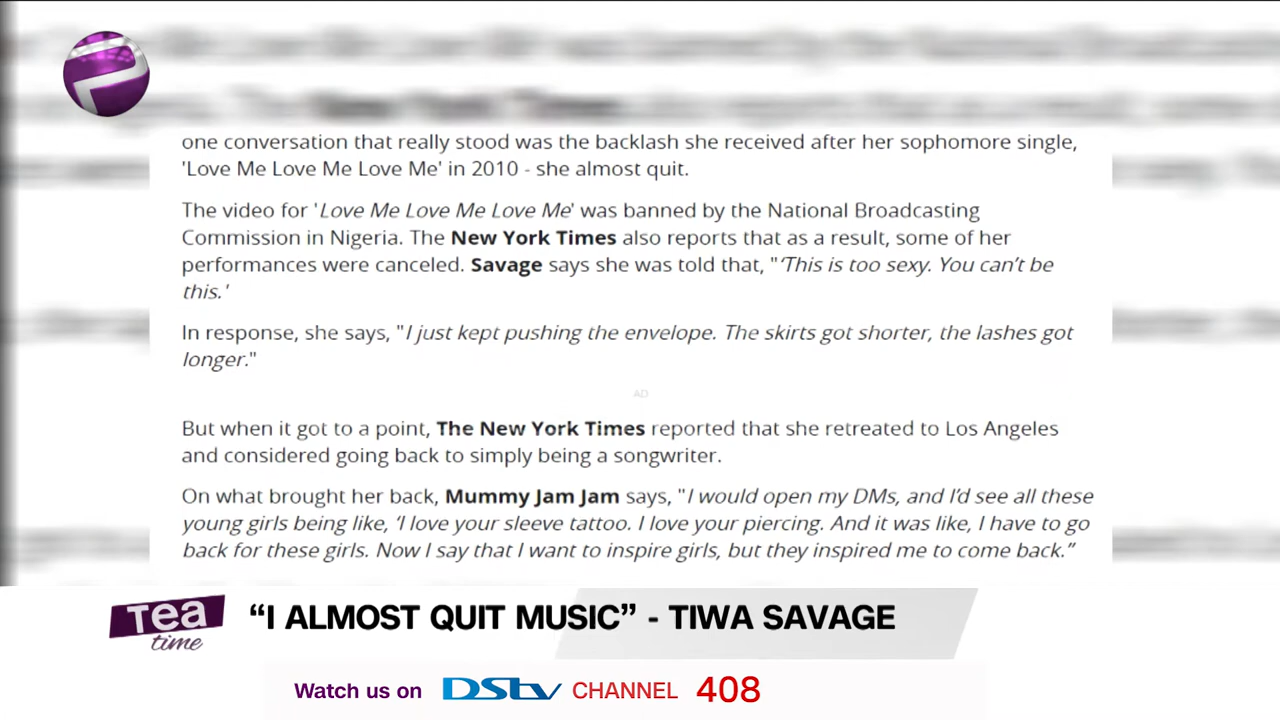 one conversation that really stood was the backlash she received after her sophomore single,
'Love Me Love Me Love Me' in 2010 - she almost quit.
The video for 'Love Me Love Me Love Me' was banned by the National Broadcasting
Commission in Nigeria. The New York Times also reports that as a result, some of her
performances were canceled. Savage says she was told that, "‘This is too sexy. You can’t be
this.'
In response, she says, "I just kept pushing the envelope. The skirts got shorter, the lashes got
longer."
AD
But when it got to a point, The New York Times reported that she retreated to Los Angeles
and considered going back to simply being a songwriter.
On what brought her back, Mummy Jam Jam says, "I would open my DMs, and I’d see all these
young girls being like, ‘I love your sleeve tattoo. I love your piercing. And it was like, I have to go
back for these girls. Now I say that I want to inspire girls, but they inspired me to come back.”
Tea time
“I ALMOST QUIT MUSIC” - TIWA SAVAGE
Watch us on DStv CHANNEL 408